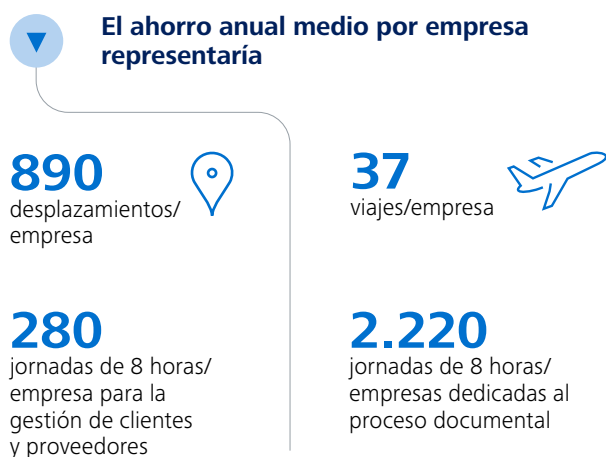 El ahorro anual medio por empresa
representaría
890
desplazamientos/
empresa
37
viajes/empresa
280
jornadas de 8 horas/
empresa para la
gestión de clientes
y proveedores
2.220
jornadas de 8 horas/
empresas dedicadas al
proceso documental